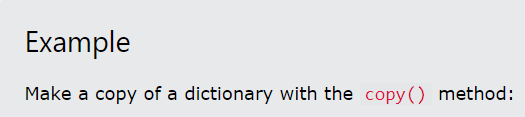 Example
Make a copy of a dictionary with the copy() method: